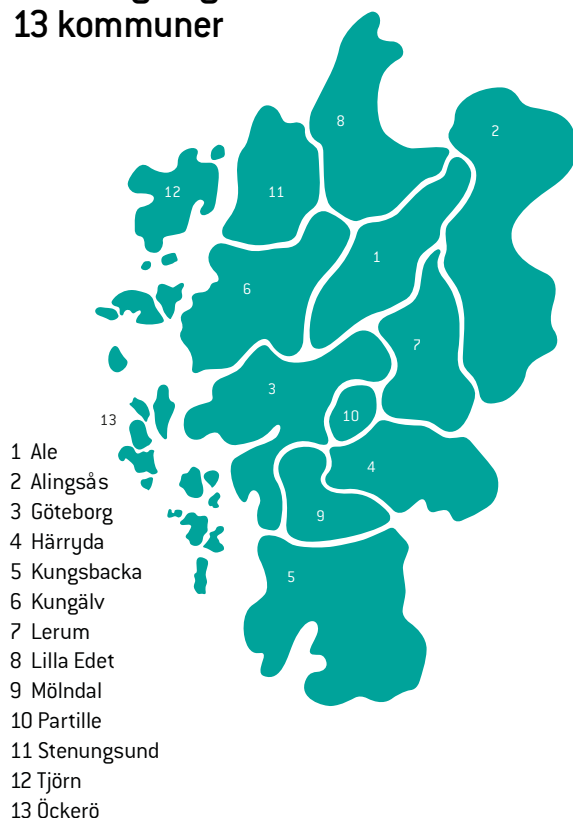 13 kommuner
8
2
12
11
1
6
7
3
10
13
4
9
5
1 Ale
2 Alingsås
3 Göteborg
4 Härryda
5 Kungsbacka
6 Kungälv
7 Lerum
8 Lilla Edet
9 Mölndal
10 Partille
11 Stenungsund
12 Tjörn
13 Öckerö